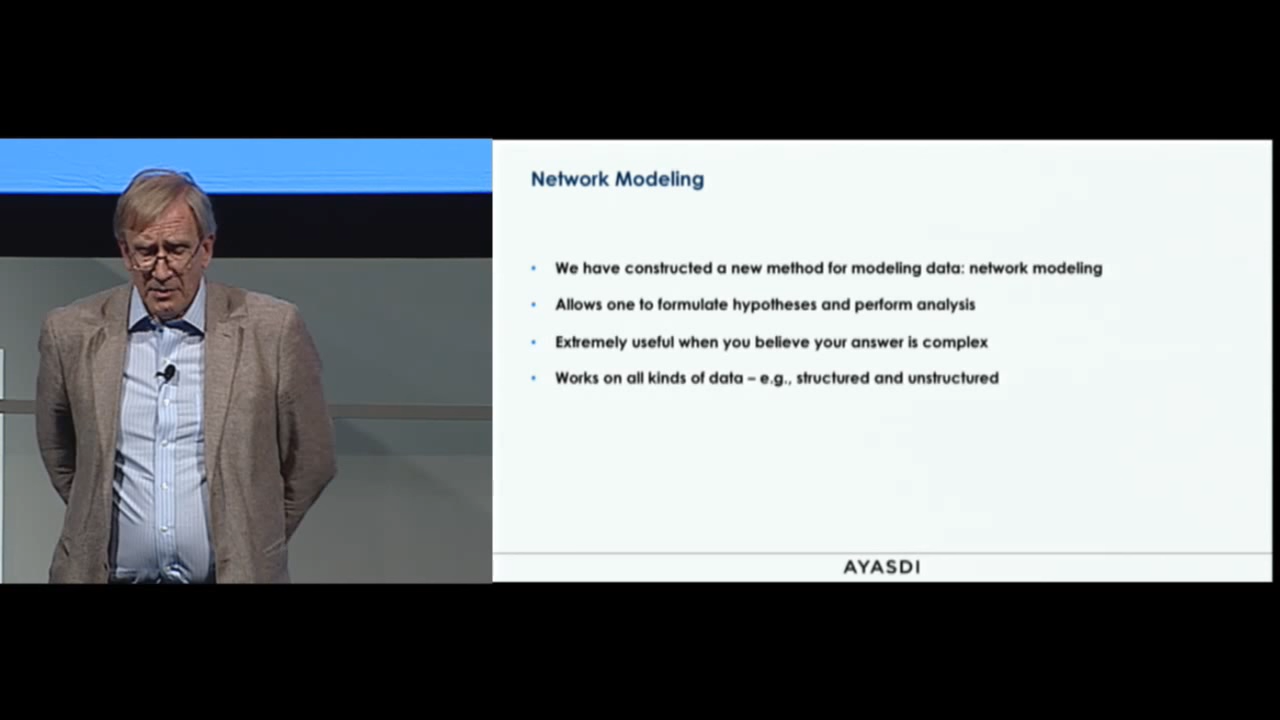 Network Modeling
• We have constructed a new method for modeling data: network modeling
• Allows one to formulate hypotheses and perform analysis
• Extremely useful when you believe your answer is complex
• Works on all kinds of data – e.g., structured and unstructured
AYASDI